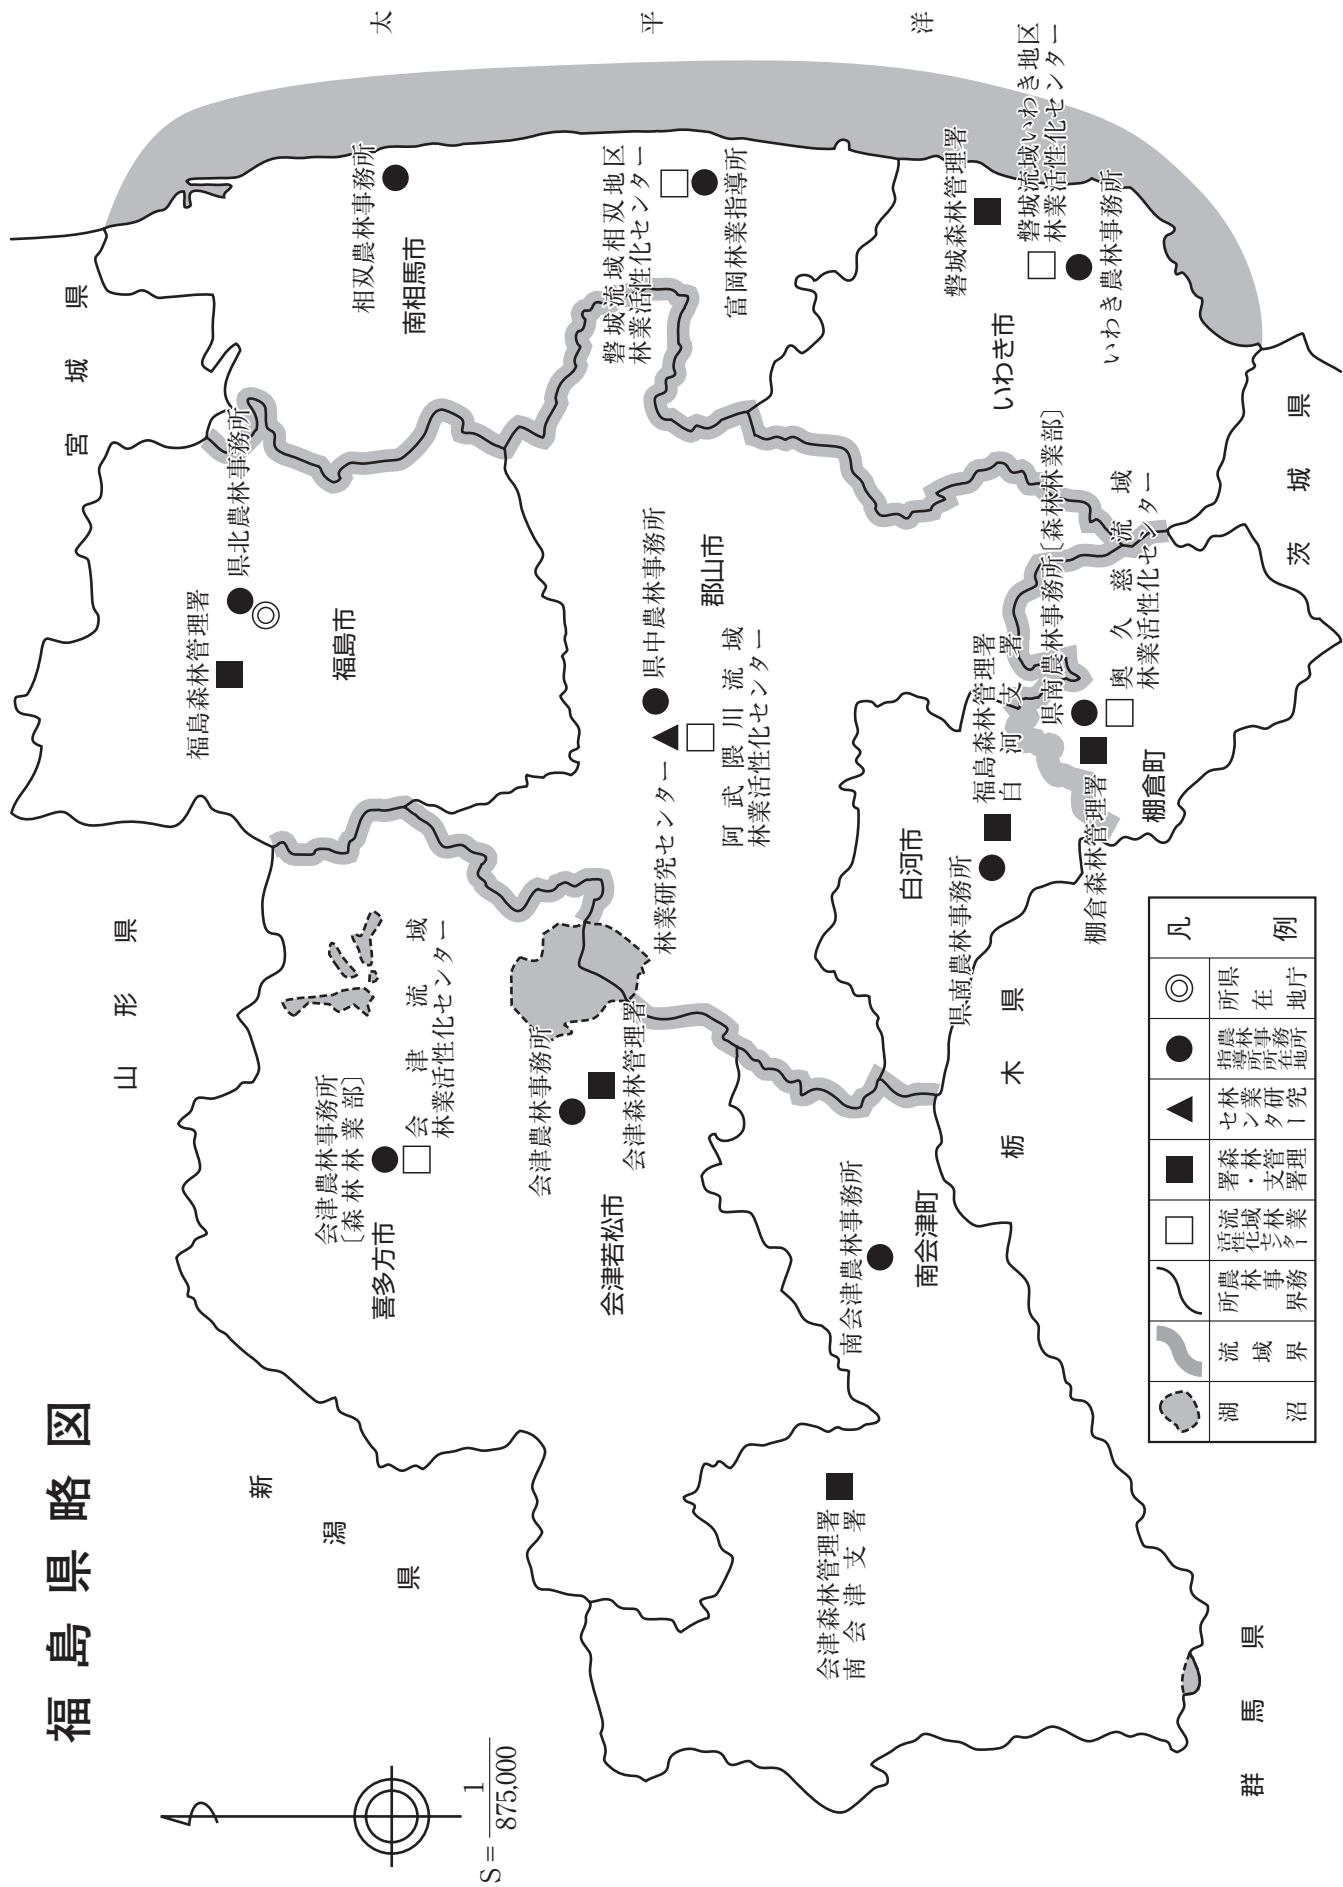 福島県略図
S = 1/875,000
新潟県
山形県
宮城県
太平洋
茨城県
栃木県
群馬県
福島森林管理署
県北農林事務所
福島市
相双農林事務所
南相馬市
磐城流域相双地区
林業活性化センター
富岡林業指導所
会津農林事務所
〔森林林業部〕
喜多方市
会津流域
林業活性化センター
会津農林事務所
会津森林管理署
会津若松市
林業研究センター
県中農林事務所
郡山市
阿武隈川流域
林業活性化センター
磐城森林管理署
磐城流域いわき地区
林業活性化センター
いわき農林事務所
いわき市
会津森林管理署
南会津支署
南会津農林事務所
南会津町
県南農林事務所
白河市
福島森林管理署
白河支署
県南農林事務所〔森林林業部〕
奥久慈流域
林業活性化センター
棚倉森林管理署
棚倉町
凡例
県庁所在地
農林事務所指導所所在地
林業研究センター
森林管理署・支署
流域林業活性化センター
農林事務所界
流域界
湖沼